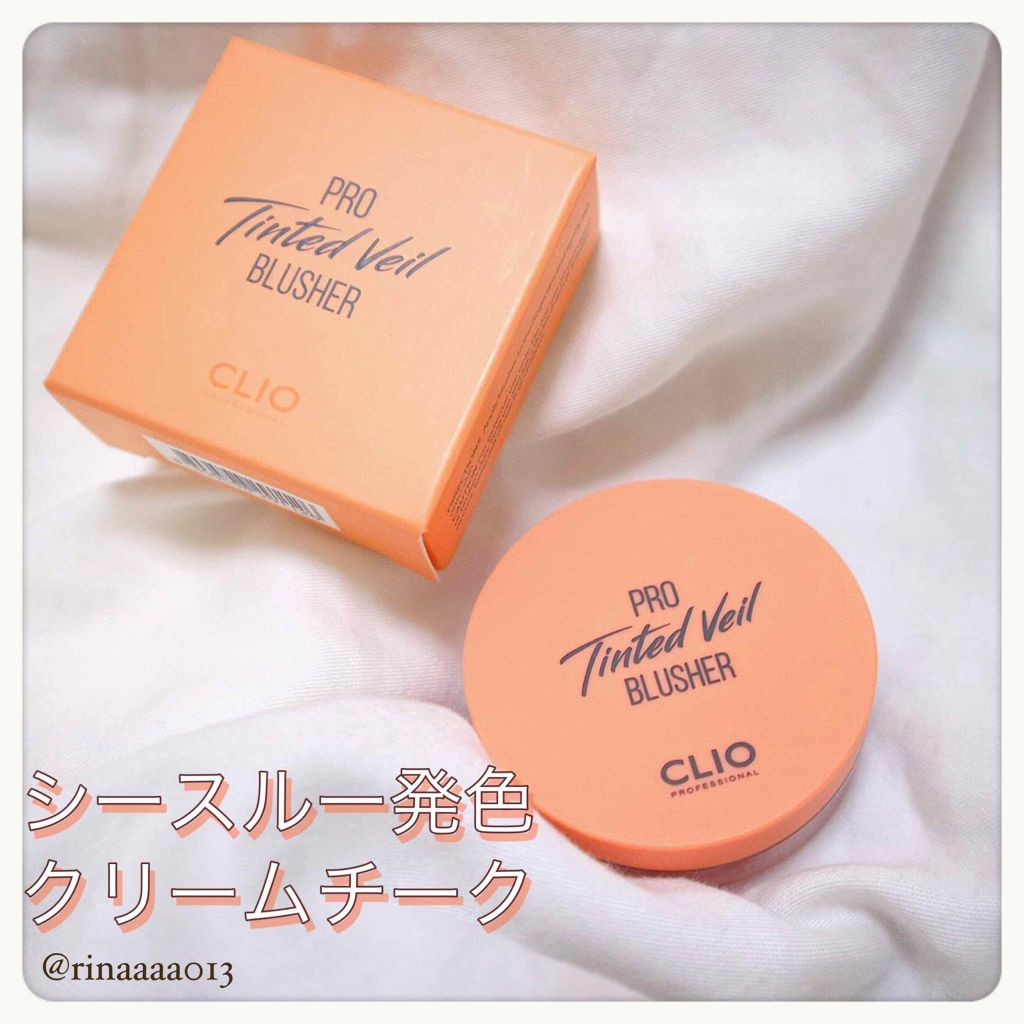 PRO
Tinted Veil
BLUSHER
CLIO
PROFESSIONAL
PRO
Tinted Veil
BLUSHER
CLIO
PROFESSIONAL
シースルー発色
クリームチーク
@rinaaaa013